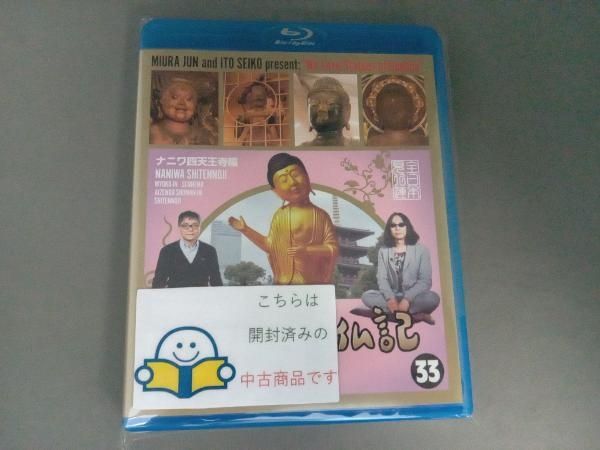 Blu-ray Disc
MIURA JUN and ITO SEIKO present:
ナニワ四天王寺編
NANIWA SHITENNOJI
SHITENNOJI
仏記
33
こちらは
開封済みの
中古商品です